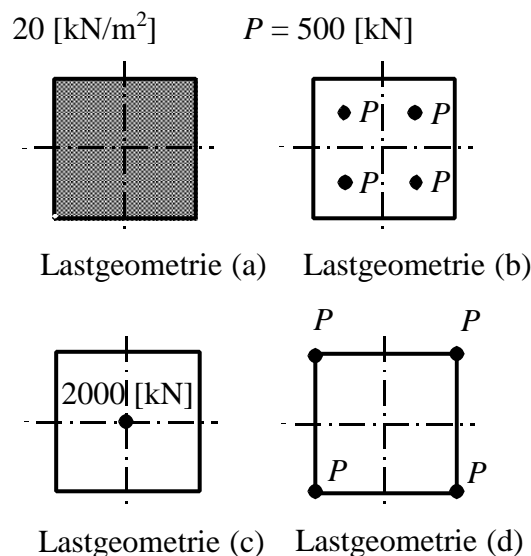 20 [kN/m²]
P = 500 [kN]
P P
P P
Lastgeometrie (a)
Lastgeometrie (b)
P P
2000 [kN]
P P
Lastgeometrie (c)
Lastgeometrie (d)